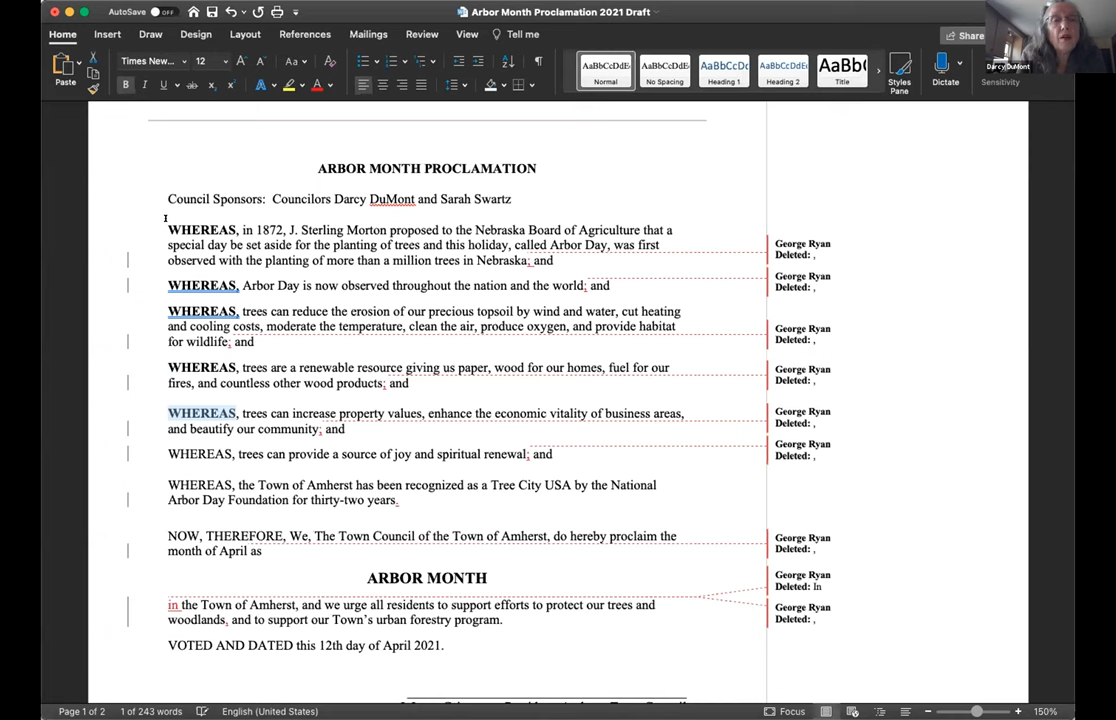 AutoSave OFF
Arbor Month Proclamation 2021 Draft
Home Insert Draw Design Layout References Mailings Review View Tell me
Share
Darcy DuMont
Paste
Times New... 12 A A Aa A
B I U ab x x A A
AaBbCcDdE AaBbCcDdE AaBbCcDc AaBbCcDdE AaBb(
Normal No Spacing Heading 1 Heading 2 Title
Styles Pane
Dictate
Sensitivity
ARBOR MONTH PROCLAMATION
Council Sponsors: Councilors Darcy DuMont and Sarah Swartz
WHEREAS, in 1872, J. Sterling Morton proposed to the Nebraska Board of Agriculture that a
special day be set aside for the planting of trees and this holiday, called Arbor Day, was first
observed with the planting of more than a million trees in Nebraska; and
George Ryan
Deleted: ,
WHEREAS, Arbor Day is now observed throughout the nation and the world; and
George Ryan
Deleted: ,
WHEREAS, trees can reduce the erosion of our precious topsoil by wind and water, cut heating
and cooling costs, moderate the temperature, clean the air, produce oxygen, and provide habitat
for wildlife; and
George Ryan
Deleted: ,
WHEREAS, trees are a renewable resource giving us paper, wood for our homes, fuel for our
fires, and countless other wood products; and
George Ryan
Deleted: ,
WHEREAS, trees can increase property values, enhance the economic vitality of business areas,
and beautify our community; and
George Ryan
Deleted: ,
WHEREAS, trees can provide a source of joy and spiritual renewal; and
George Ryan
Deleted: ,
WHEREAS, the Town of Amherst has been recognized as a Tree City USA by the National
Arbor Day Foundation for thirty-two years.
NOW, THEREFORE, We, The Town Council of the Town of Amherst, do hereby proclaim the
month of April as
George Ryan
Deleted: ,
ARBOR MONTH
George Ryan
Deleted: In
in the Town of Amherst, and we urge all residents to support efforts to protect our trees and
woodlands, and to support our Town's urban forestry program.
George Ryan
Deleted: ,
VOTED AND DATED this 12th day of April 2021.
Page 1 of 2 1 of 243 words English (United States) Focus 150%